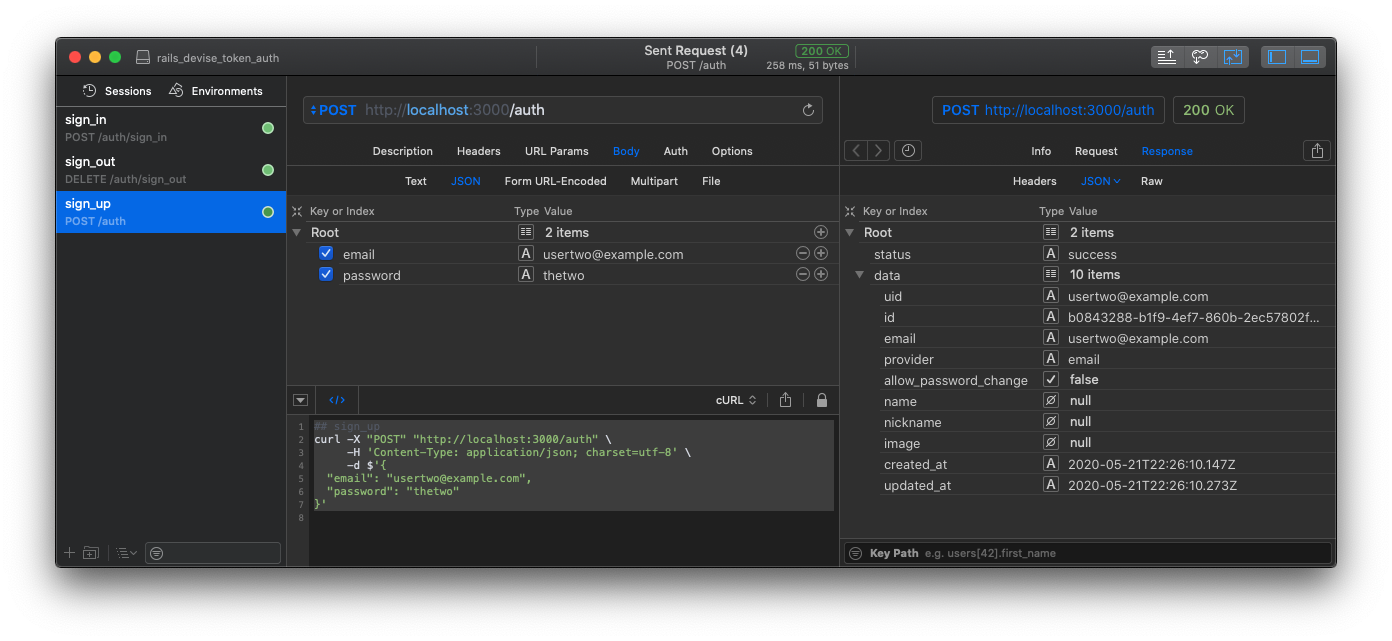 rails_devise_token_auth
Sent Request (4)
POST /auth
200 OK
258 ms, 51 bytes
Sessions Environments
sign_in
POST /auth/sign_in
sign_out
DELETE /auth/sign_out
sign_up
POST /auth
POST http://localhost:3000/auth
Description Headers URL Params Body Auth Options
Text JSON Form URL-Encoded Multipart File
Key or Index Type Value
Root 2 items
email A usertwo@example.com
password A thetwo
</> cURL
1 ## sign_up
2 curl -X "POST" "http://localhost:3000/auth" \
3 -H 'Content-Type: application/json; charset=utf-8' \
4 -d $'{
5 "email": "usertwo@example.com",
6 "password": "thetwo"
7 }'
8
POST http://localhost:3000/auth 200 OK
Info Request Response
Headers JSON Raw
Key or Index Type Value
Root 2 items
status A success
data 10 items
uid A usertwo@example.com
id A b0843288-b1f9-4ef7-860b-2ec57802f...
email A usertwo@example.com
provider A email
allow_password_change false
name null
nickname null
image null
created_at A 2020-05-21T22:26:10.147Z
updated_at A 2020-05-21T22:26:10.273Z
Key Path e.g. users[42].first_name